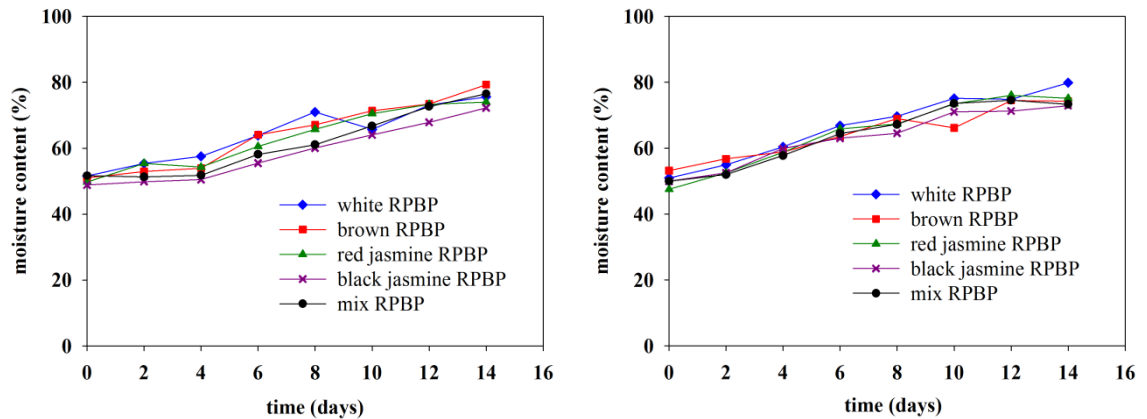 moisture content (%)
100
80
60
40
20
0
white RPBP
brown RPBP
red jasmine RPBP
black jasmine RPBP
mix RPBP
0 2 4 6 8 10 12 14 16
time (days)
moisture content (%)
100
80
60
40
20
0
white RPBP
brown RPBP
red jasmine RPBP
black jasmine RPBP
mix RPBP
0 2 4 6 8 10 12 14 16
time (days)